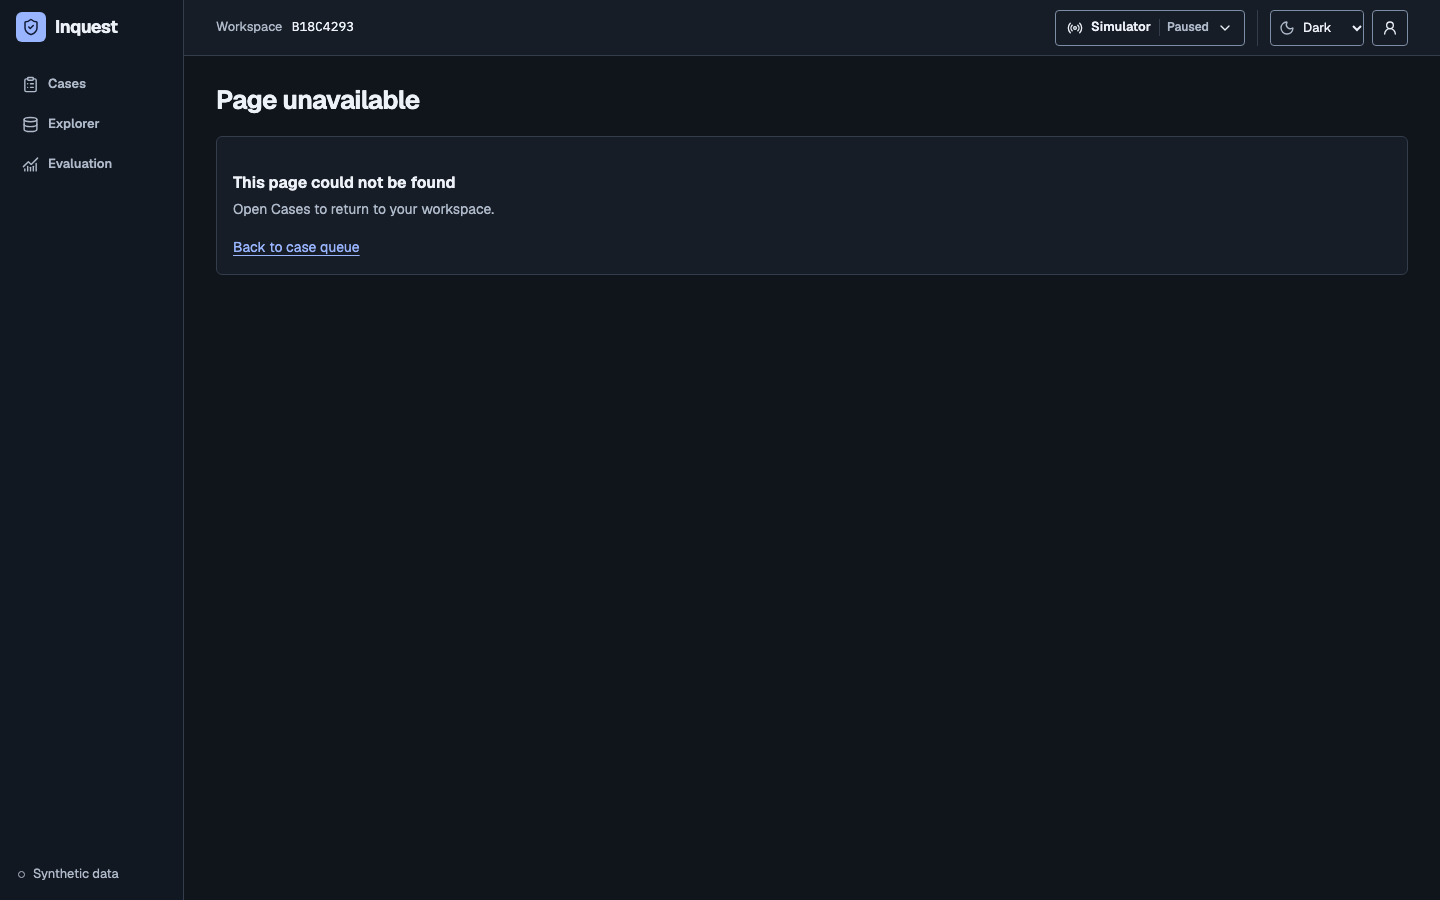 Inquest
Workspace B18C4293
Simulator Paused
Dark
Cases
Explorer
Evaluation
Page unavailable
This page could not be found
Open Cases to return to your workspace.
Back to case queue
Synthetic data